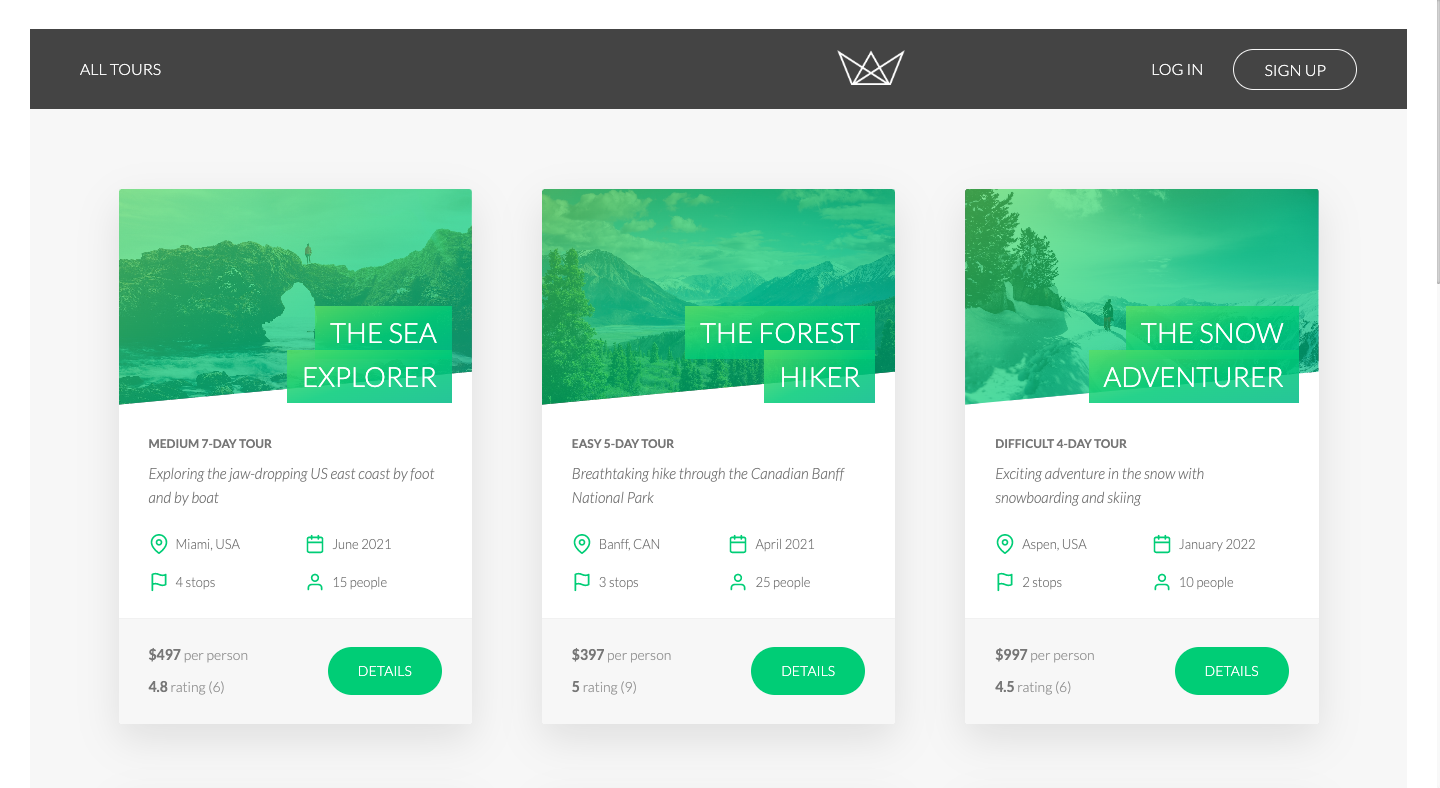 ALL TOURS
LOG IN
SIGN UP
THE SEA
EXPLORER
MEDIUM 7-DAY TOUR
Exploring the jaw-dropping US east coast by foot
and by boat
Miami, USA
June 2021
4 stops
15 people
$497 per person
4.8 rating (6)
DETAILS
THE FOREST
HIKER
EASY 5-DAY TOUR
Breathtaking hike through the Canadian Banff
National Park
Banff, CAN
April 2021
3 stops
25 people
$397 per person
5 rating (9)
DETAILS
THE SNOW
ADVENTURER
DIFFICULT 4-DAY TOUR
Exciting adventure in the snow with
snowboarding and skiing
Aspen, USA
January 2022
2 stops
10 people
$997 per person
4.5 rating (6)
DETAILS